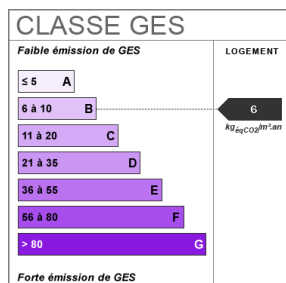 CLASSE GES
Faible émission de GES
LOGEMENT
≤ 5 A
6 à 10 B
6
kgéqCO2/m².an
11 à 20 C
21 à 35 D
36 à 55 E
56 à 80 F
> 80 G
Forte émission de GES